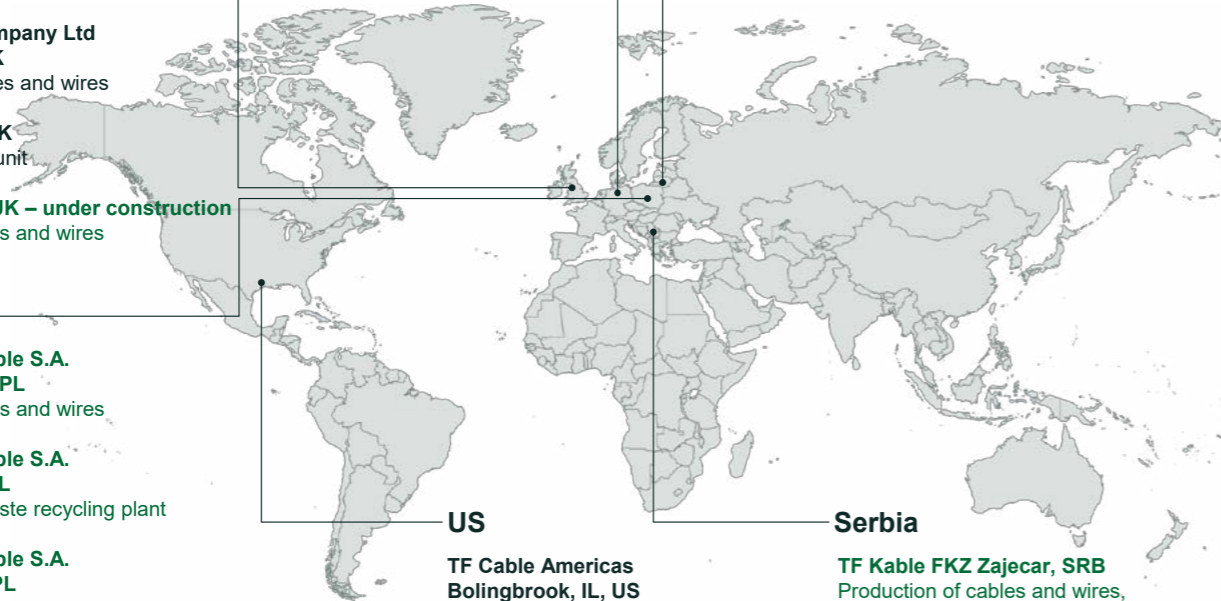 mpany Ltd
K
es and wires
K
unit
UK – under construction
s and wires
ble S.A.
PL
s and wires
ble S.A.
L
ste recycling plant
ble S.A.
PL
US
TF Cable Americas
Bolingbrook, IL, US
Serbia
TF Kable FKZ Zajecar, SRB
Production of cables and wires,